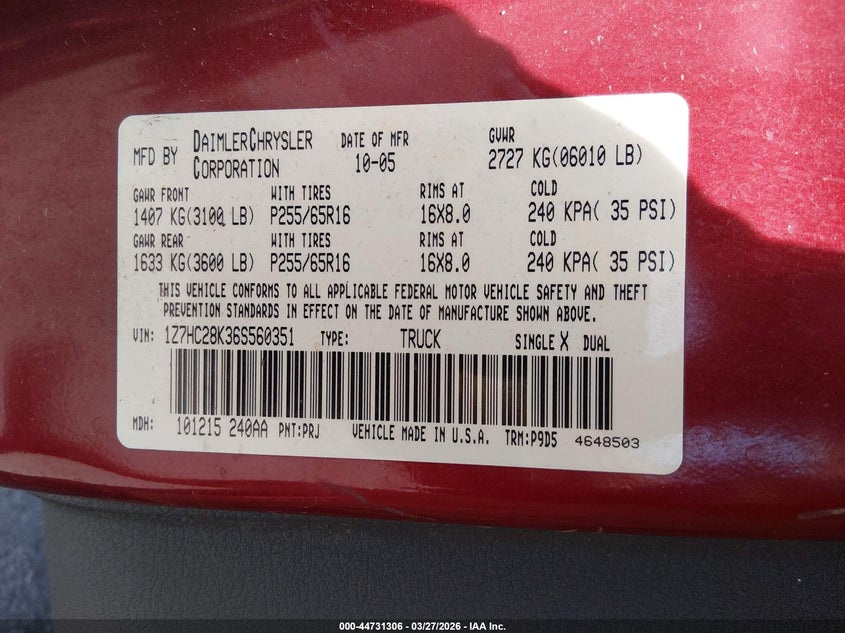 MFD BY DAIMLERCHRYSLER CORPORATION DATE OF MFR 10-05 GVWR 2727 KG(06010 LB)
GAWR FRONT WITH TIRES RIMS AT COLD
1407 KG(3100 LB) P255/65R16 16X8.0 240 KPA( 35 PSI)
GAWR REAR WITH TIRES RIMS AT COLD
1633 KG(3600 LB) P255/65R16 16X8.0 240 KPA( 35 PSI)
THIS VEHICLE CONFORMS TO ALL APPLICABLE FEDERAL MOTOR VEHICLE SAFETY AND THEFT
PREVENTION STANDARDS IN EFFECT ON THE DATE OF MANUFACTURE SHOWN ABOVE.
VIN: 1Z7HC28K36S560351 TYPE: TRUCK SINGLE X DUAL
MDH: 101215 240AA PNT:PRJ VEHICLE MADE IN U.S.A. TRM:P9D5 4648503
000-44731306 — 03/27/2026 — IAA Inc.